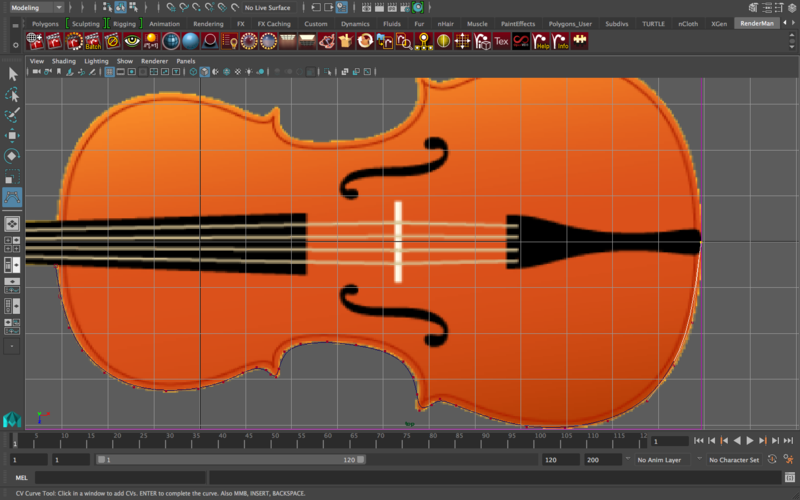 Modeling No Live Surface
Polygons Sculpting Rigging Animation Rendering FX FX Caching Custom Dynamics Fluids Fur nHair Muscle PaintEffects Polygons_User Subdivs TURTLE nCloth XGen RenderMan
Batch Tex Help Info
View Shading Lighting Show Renderer Panels
Top
1 5 10 15 20 25 30 35 40 45 50 55 60 65 70 75 80 85 90 95 100 105 110 115 12 1
1 1 1 120 120 200 No Anim Layer No Character Set
MEL
CV Curve Tool: Click in a window to add CVs. ENTER to complete the curve. Also MMB, INSERT, BACKSPACE.